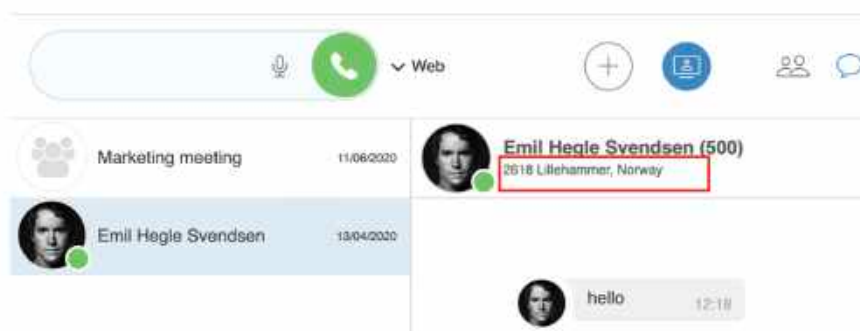 Web
Marketing meeting 11/06/2020
Emil Hegle Svendsen 13/04/2020
Emil Hegle Svendsen (500)
2618 Lillehammer, Norway
hello 12:18